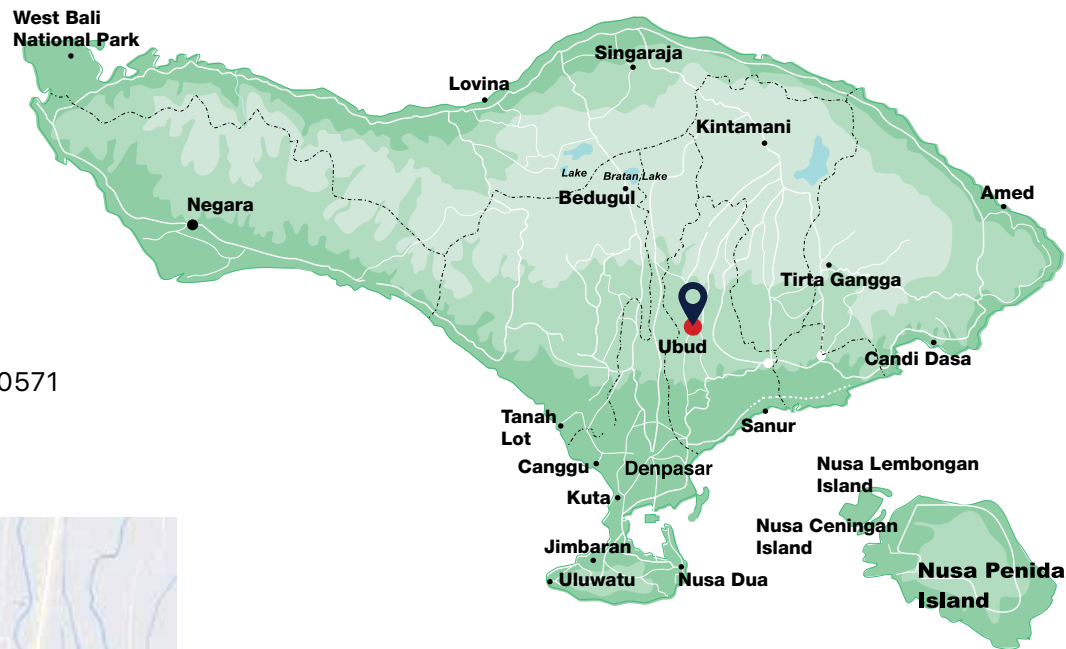 West Bali
National Park
Singaraja
Lovina
Kintamani
Lake
Bratan Lake
Bedugul
Amed
Negara
Tirta Gangga
Ubud
Candi Dasa
0571
Tanah
Lot
Sanur
Canggu
Denpasar
Nusa Lembongan
Island
Kuta
Nusa Ceningan
Island
Jimbaran
Uluwatu
Nusa Dua
Nusa Penida
Island